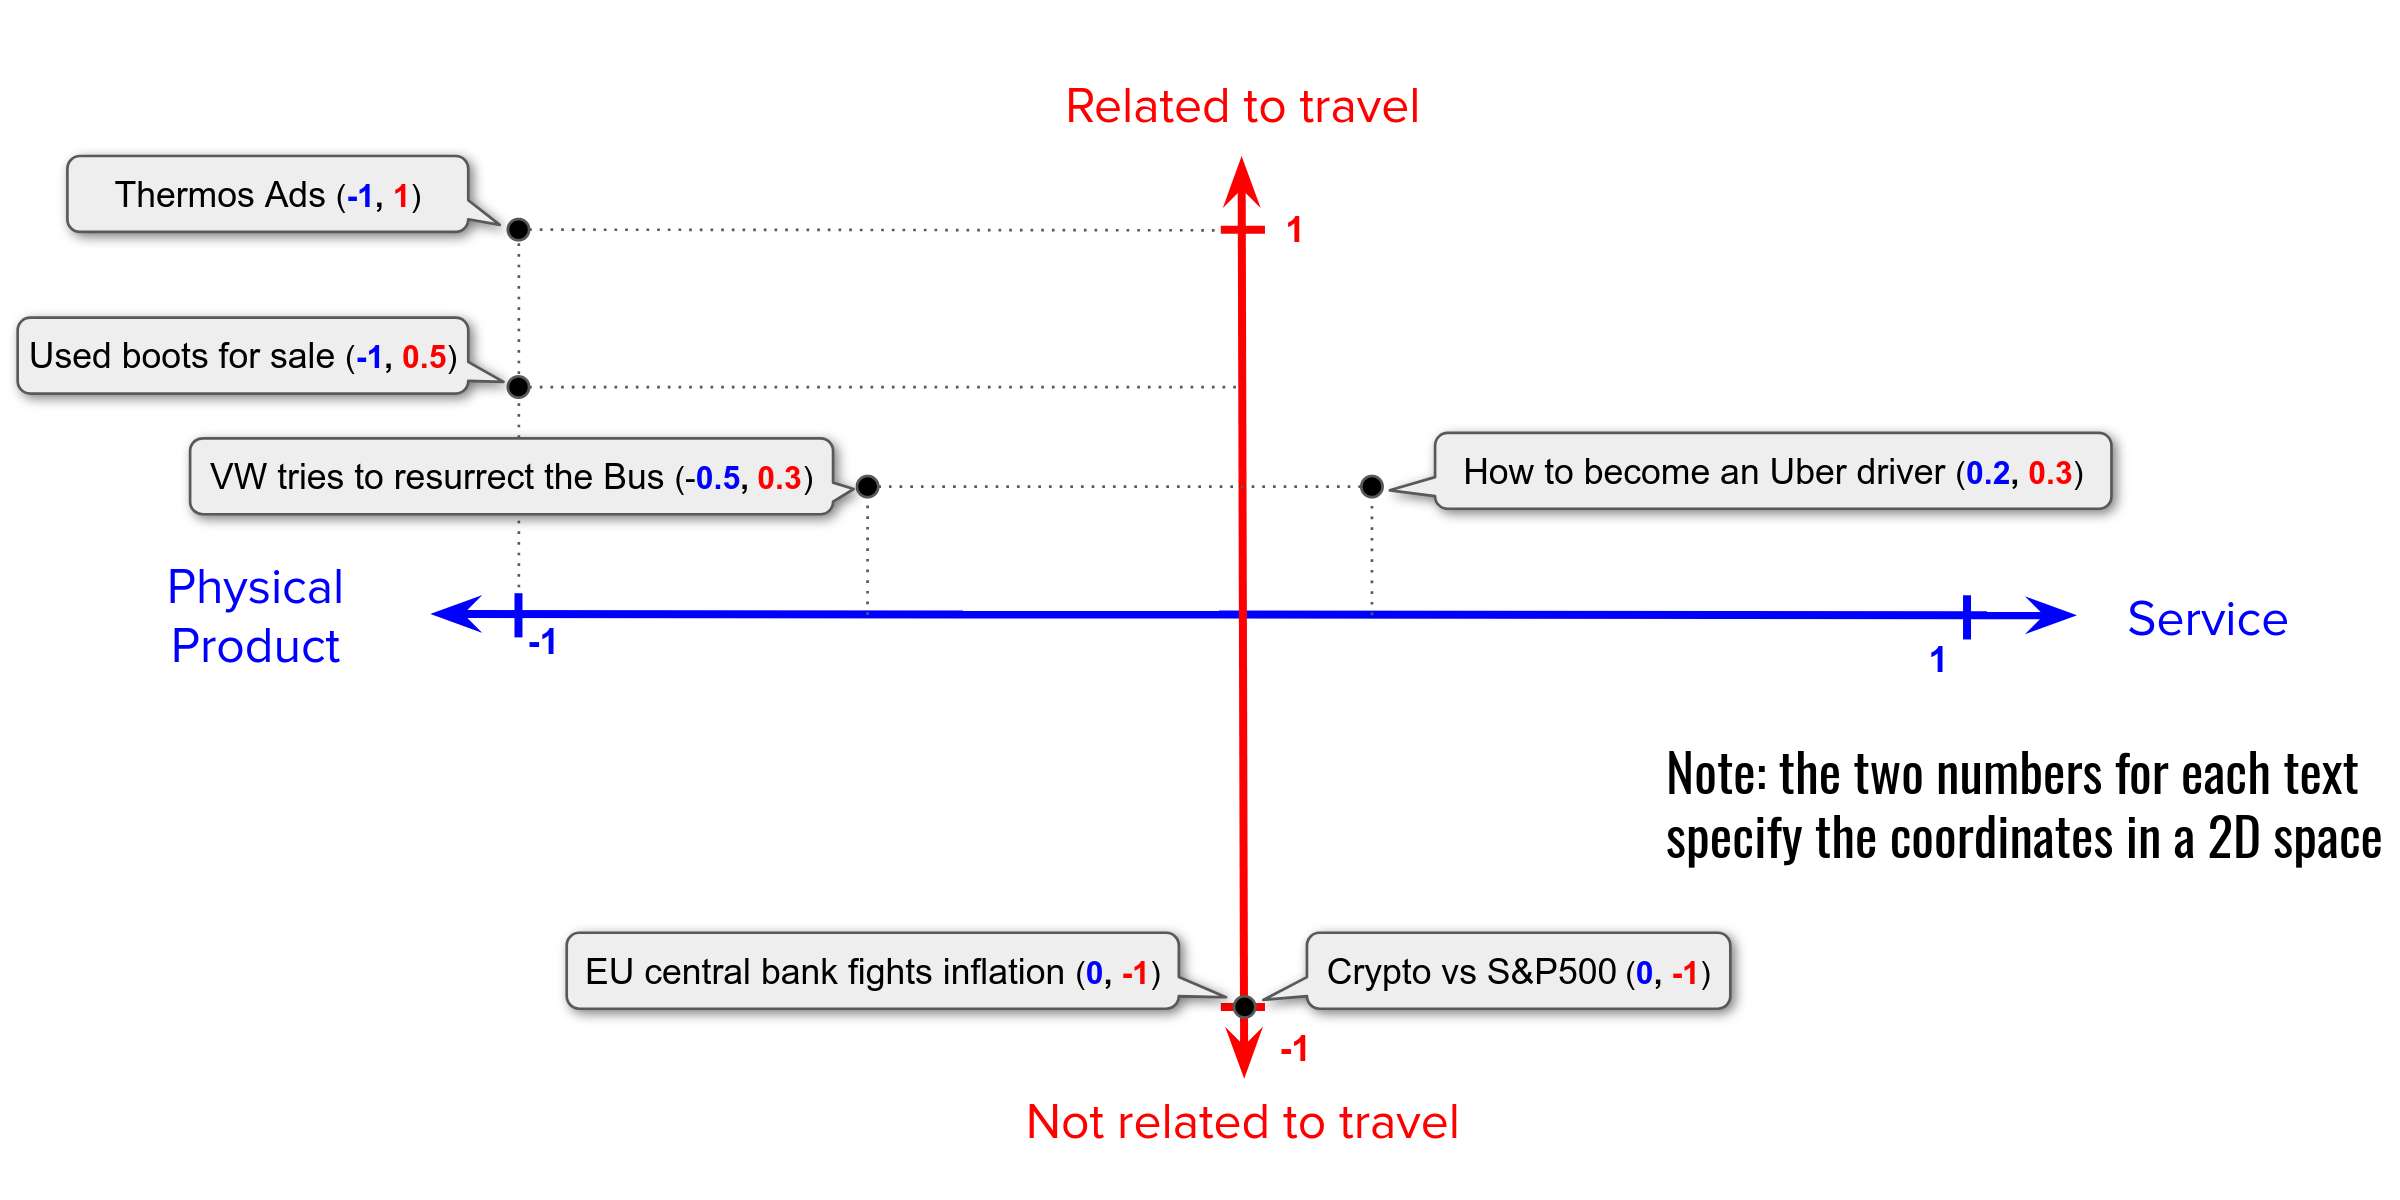 Related to travel
Thermos Ads (-1, 1)
1
Used boots for sale (-1, 0.5)
VW tries to resurrect the Bus (-0.5, 0.3)
How to become an Uber driver (0.2, 0.3)
Physical
Product
-1
1
Service
Note: the two numbers for each text
specify the coordinates in a 2D space
EU central bank fights inflation (0, -1)
Crypto vs S&P500 (0, -1)
-1
Not related to travel